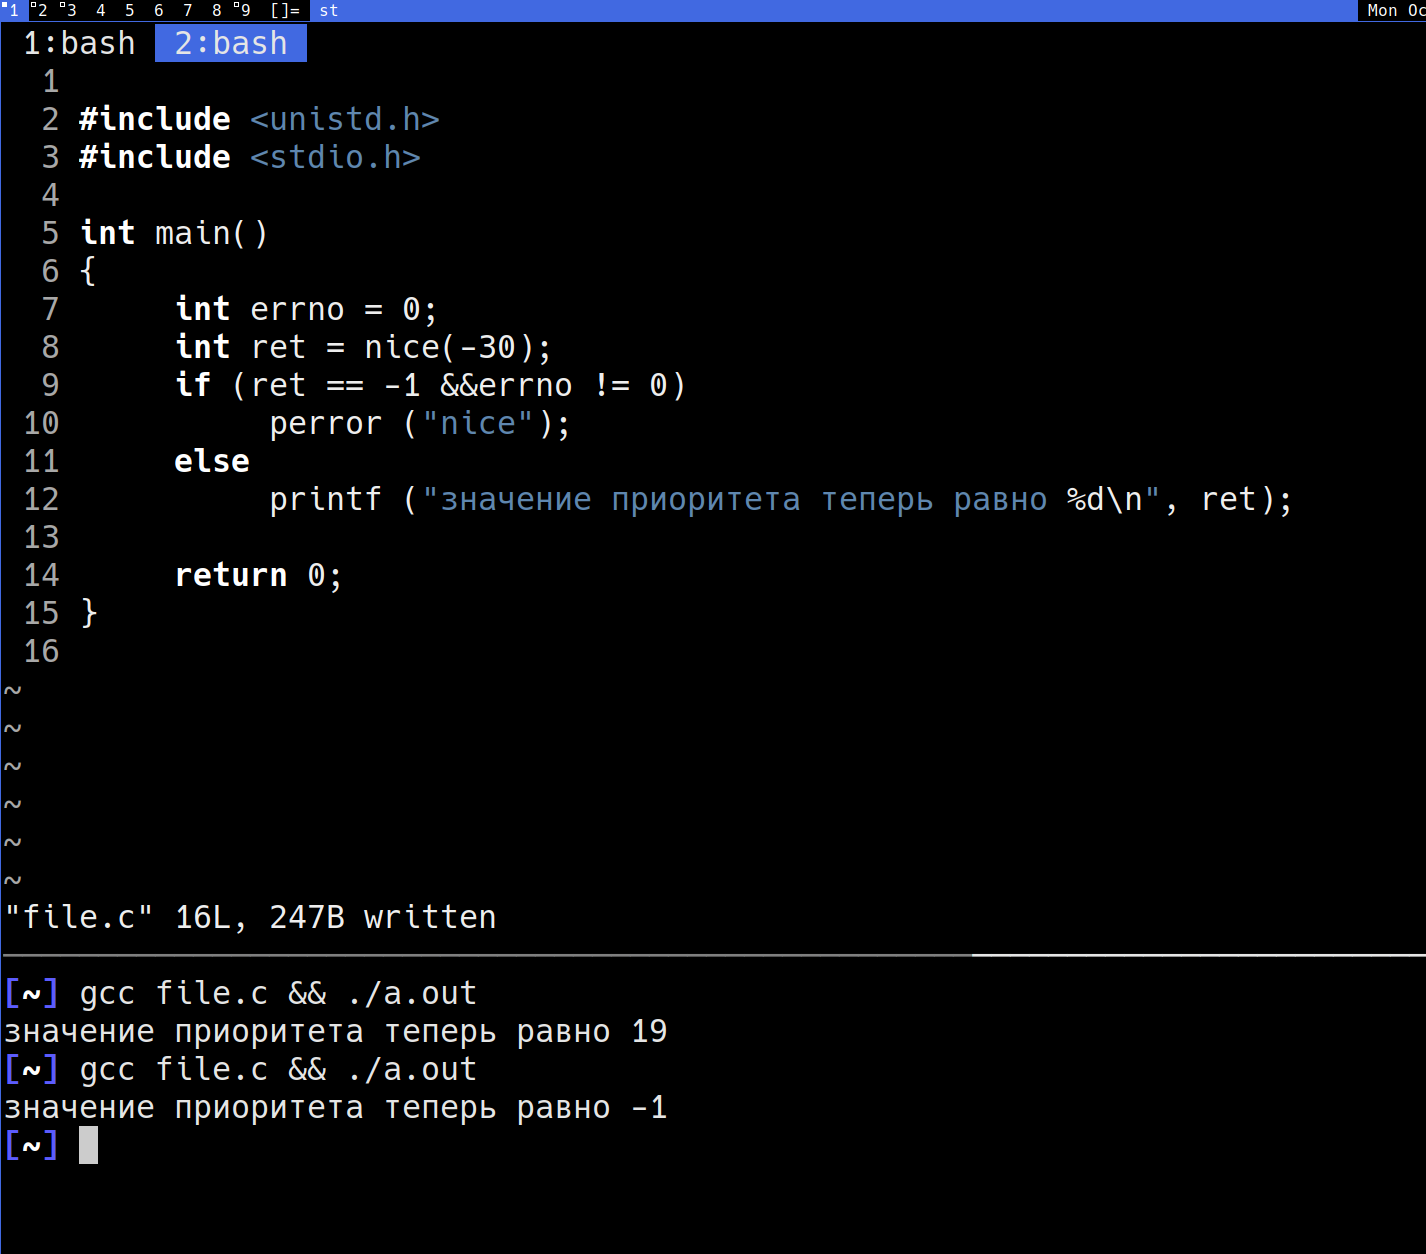 1 2 3 4 5 6 7 8 9 []= st Mon Oc
1:bash 2:bash
1
2 #include <unistd.h>
3 #include <stdio.h>
4
5 int main()
6 {
7 int errno = 0;
8 int ret = nice(-30);
9 if (ret == -1 &&errno != 0)
10 perror ("nice");
11 else
12 printf ("значение приоритета теперь равно %d\n", ret);
13
14 return 0;
15 }
16
~
~
~
~
~
~
"file.c" 16L, 247B written
[~] gcc file.c && ./a.out
значение приоритета теперь равно 19
[~] gcc file.c && ./a.out
значение приоритета теперь равно -1
[~]